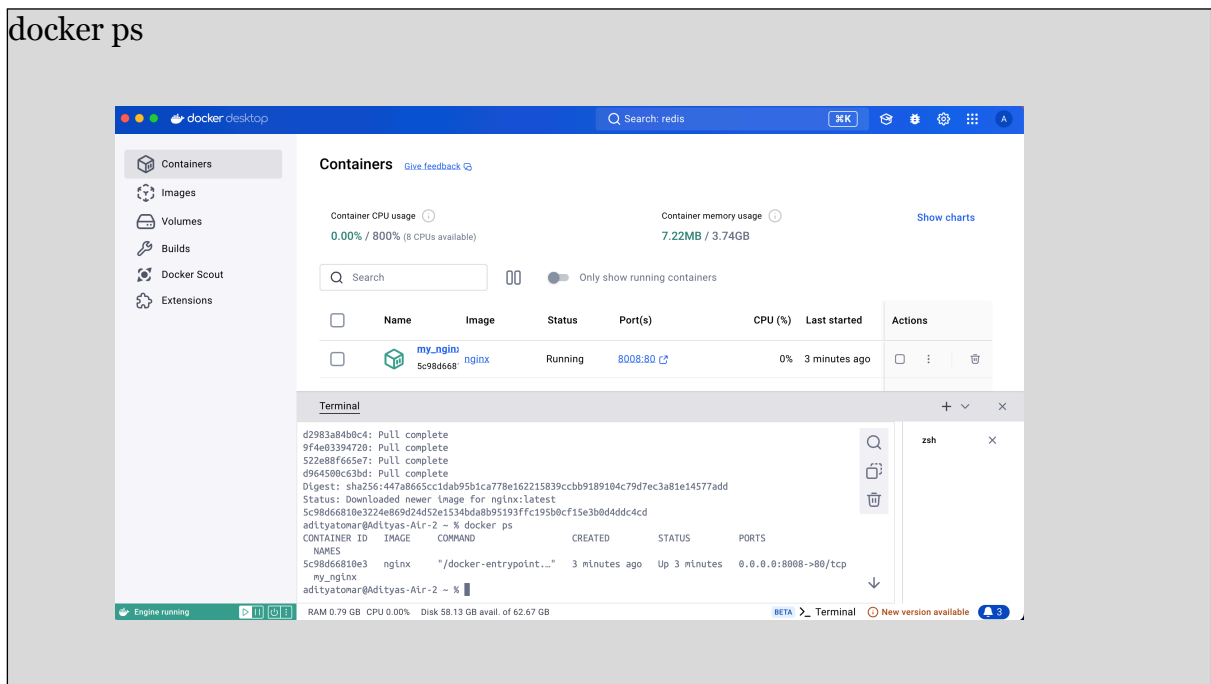 docker ps
docker desktop
Search: redis
⌘K
A
Containers
Images
Volumes
Builds
Docker Scout
Extensions
Containers Give feedback
Container CPU usage
0.00% / 800% (8 CPUs available)
Container memory usage
7.22MB / 3.74GB
Show charts
Search
Only show running containers
Name Image Status Port(s) CPU (%) Last started Actions
my_nginx nginx Running 8008:80 0% 3 minutes ago
5c98d668
Terminal
zsh
d2983a84b0c4: Pull complete
9f4e03394720: Pull complete
522e88f665e7: Pull complete
d964500c63bd: Pull complete
Digest: sha256:447a8665cc1dab95b1ca778e162215839ccbb9189104c79d7ec3a81e14577add
Status: Downloaded newer image for nginx:latest
5c98d66810e3224e869d24d52e1534bda8b95193ffc195b0cf15e3b0d4ddc4cd
adityatomar@Adityas-Air-2 ~ % docker ps
CONTAINER ID IMAGE COMMAND CREATED STATUS PORTS
NAMES
5c98d66810e3 nginx "/docker-entrypoint.…" 3 minutes ago Up 3 minutes 0.0.0.0:8008->80/tcp
my_nginx
adityatomar@Adityas-Air-2 ~ %
Engine running
RAM 0.79 GB CPU 0.00% Disk 58.13 GB avail. of 62.67 GB
BETA >_ Terminal
New version available
3